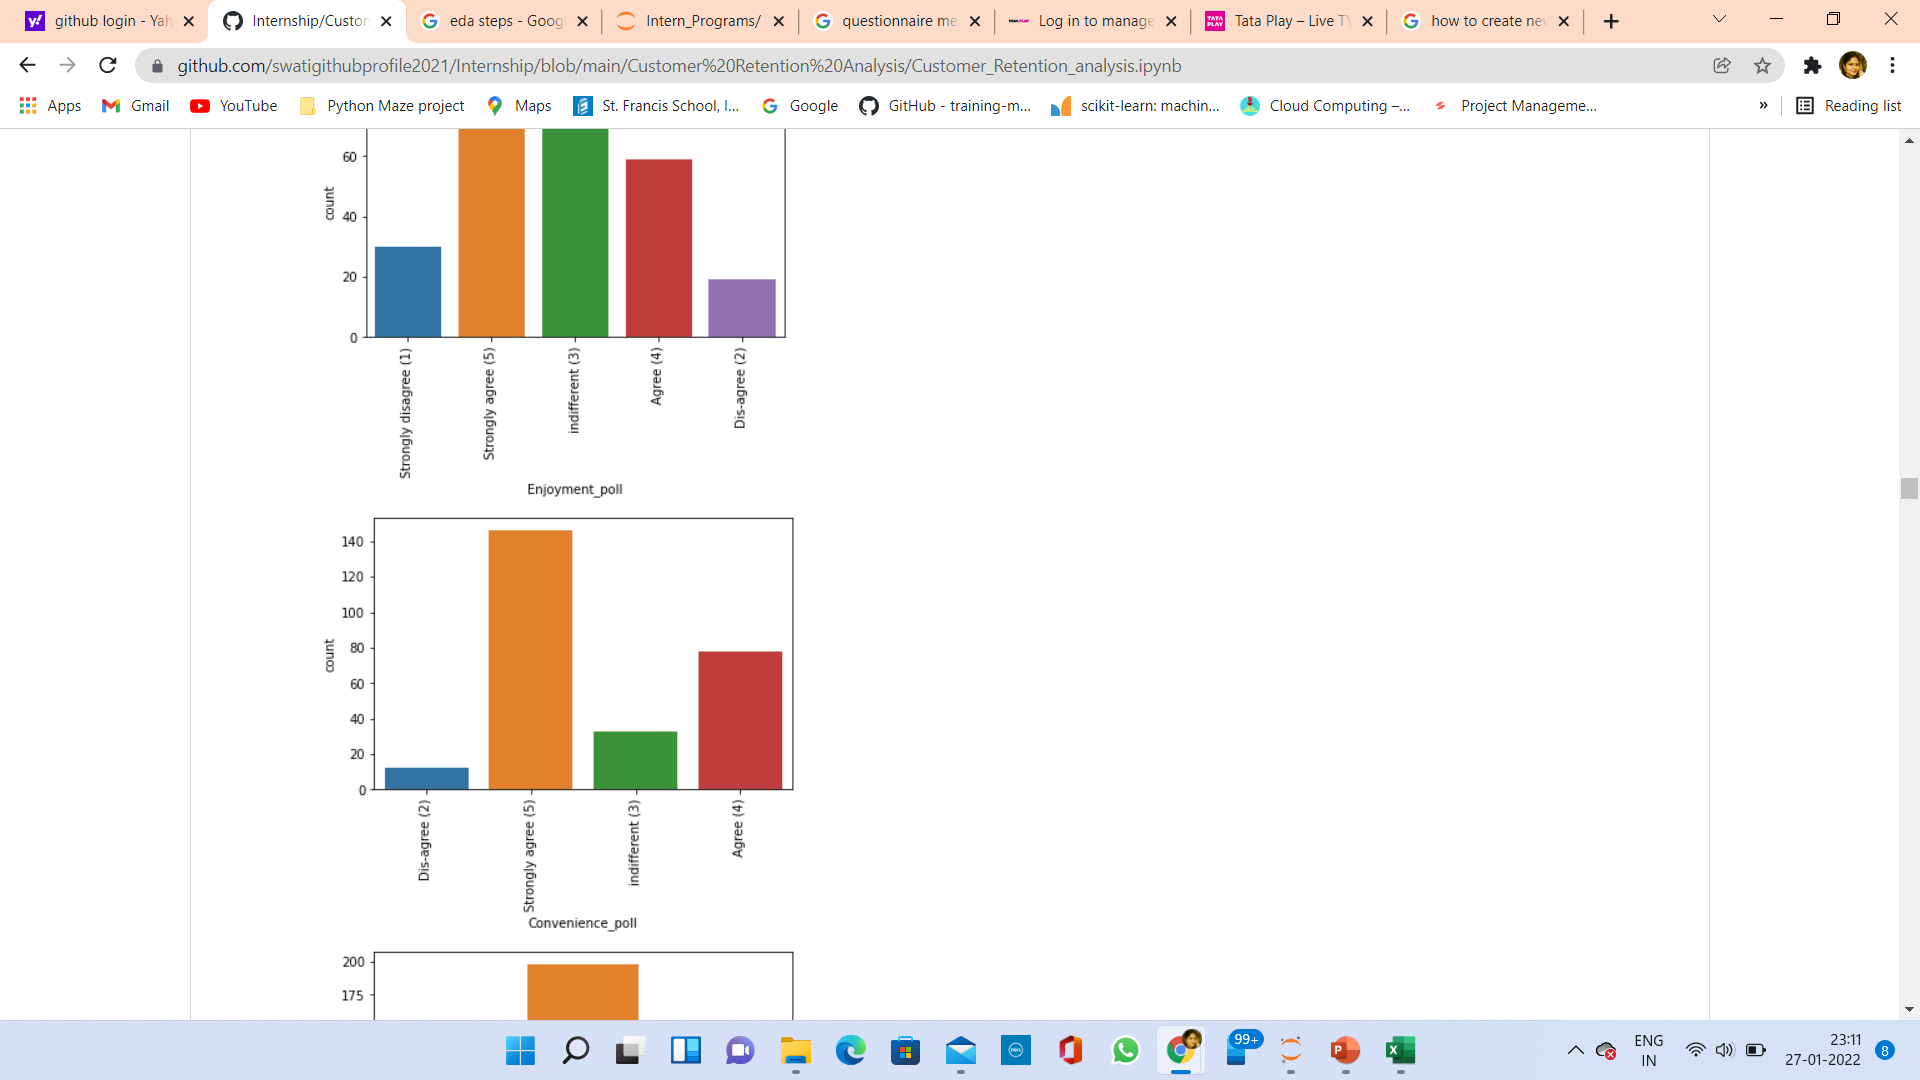 github login - Yah
Internship/Custon
eda steps - Goog
Intern_Programs/
questionnaire me
Log in to manage
Tata Play – Live T
how to create nev
github.com/swatigithubprofile2021/Internship/blob/main/Customer%20Retention%20Analysis/Customer_Retention_analysis.ipynb
Apps
Gmail
YouTube
Python Maze project
Maps
St. Francis School, I...
Google
GitHub - training-m...
scikit-learn: machin...
Cloud Computing –...
Project Manageme...
»
Reading list
60
40
20
0
count
Strongly disagree (1)
Strongly agree (5)
indifferent (3)
Agree (4)
Dis-agree (2)
Enjoyment_poll
140
120
100
80
60
40
20
0
count
Dis-agree (2)
Strongly agree (5)
indifferent (3)
Agree (4)
Convenience_poll
200
175
99+
ENG
IN
23:11
27-01-2022
8